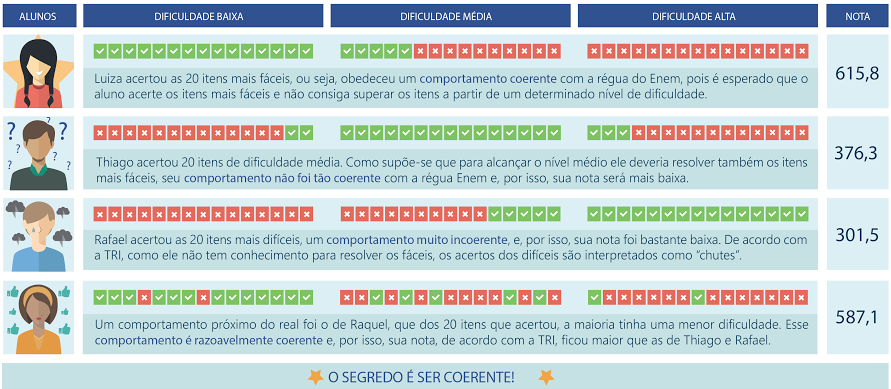 ALUNOS DIFICULDADE BAIXA DIFICULDADE MÉDIA DIFICULDADE ALTA NOTA
Luiza acertou as 20 itens mais fáceis, ou seja, obedeceu um comportamento coerente com a régua do Enem, pois é esperado que o
aluno acerte os itens mais fáceis e não consiga superar os itens a partir de um determinado nível de dificuldade.
615,8
? ? ? ? ? ?
Thiago acertou 20 itens de dificuldade média. Como supõe-se que para alcançar o nível médio ele deveria resolver também os itens
mais fáceis, seu comportamento não foi tão coerente com a régua Enem e, por isso, sua nota será mais baixa.
376,3
Rafael acertou as 20 itens mais difíceis, um comportamento muito incoerente, e, por isso, sua nota foi bastante baixa. De acordo com
a TRI, como ele não tem conhecimento para resolver os fáceis, os acertos dos difíceis são interpretados como “chutes”.
301,5
Um comportamento próximo do real foi o de Raquel, que dos 20 itens que acertou, a maioria tinha uma menor dificuldade. Esse
comportamento é razoavelmente coerente e, por isso, sua nota, de acordo com a TRI, ficou maior que as de Thiago e Rafael.
587,1
O SEGREDO É SER COERENTE!